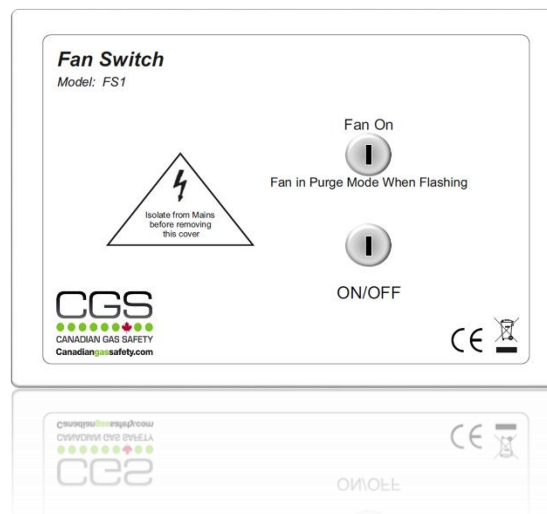 Fan Switch
Model: FS1
Fan On
Fan in Purge Mode When Flashing
Isolate from Mains
before removing
this cover
ON/OFF
CGS
CANADIAN GAS SAFETY
Canadiangassafety.com
CE